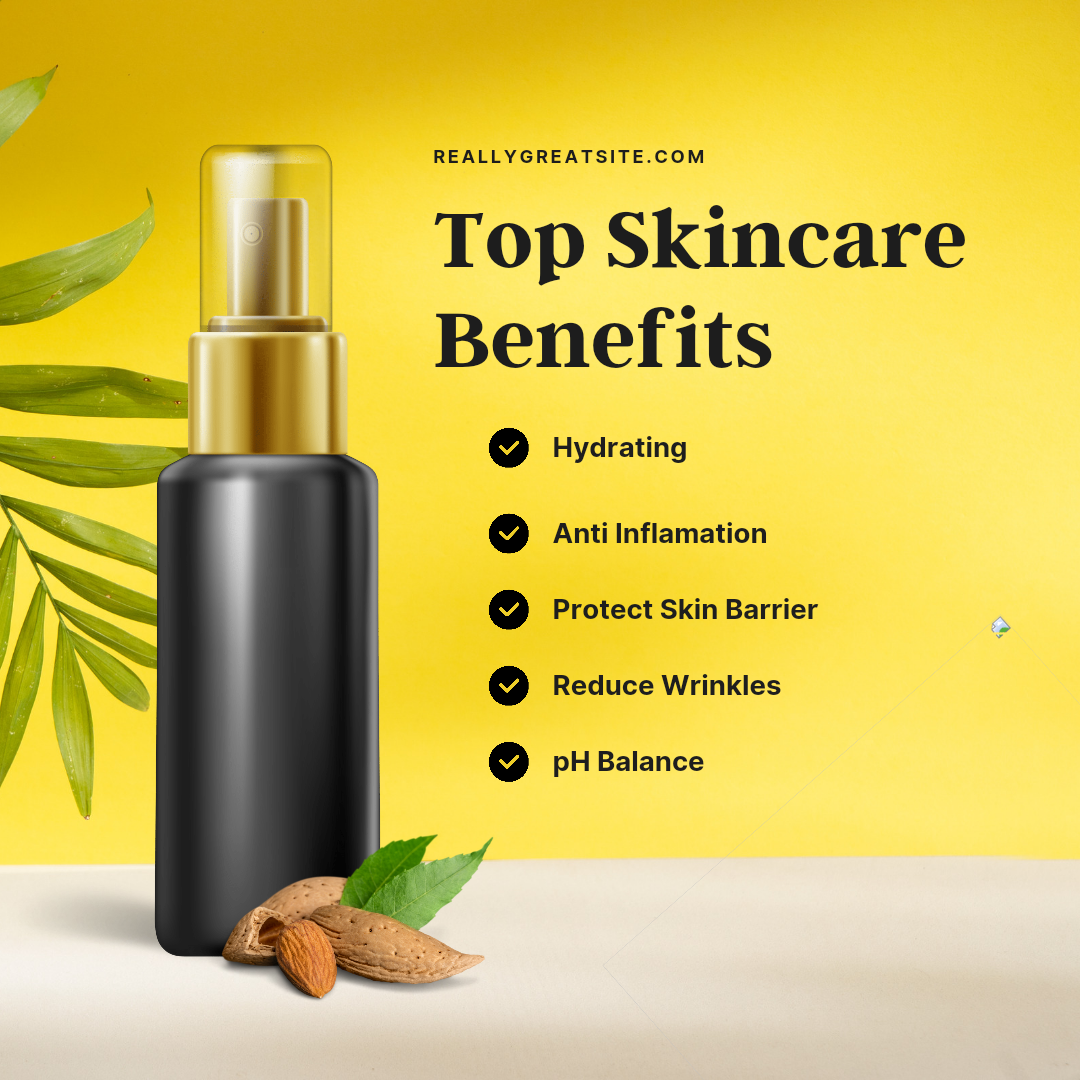 REALLYGREATSITE.COM
Top Skincare
Benefits
Hydrating
Anti Inflamation
Protect Skin Barrier
Reduce Wrinkles
pH Balance